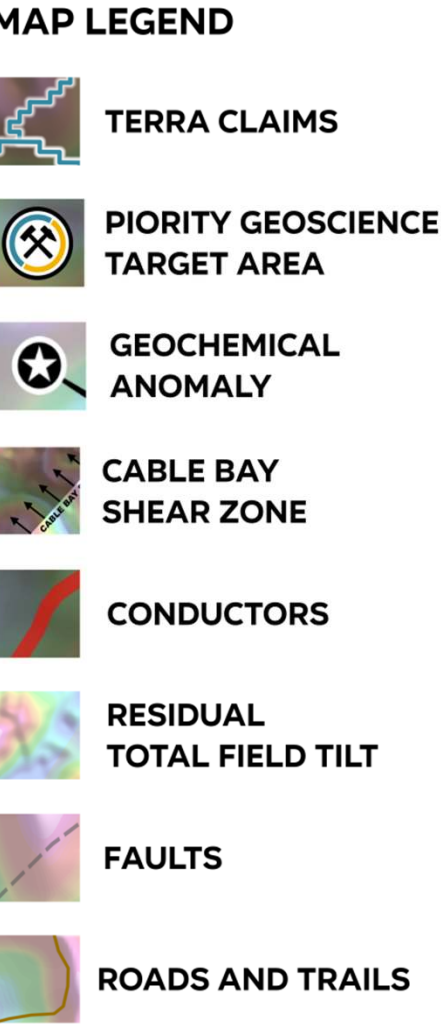 MAP LEGEND
TERRA CLAIMS
PIORITY GEOSCIENCE
TARGET AREA
GEOCHEMICAL
ANOMALY
CABLE BAY
SHEAR ZONE
CABLE BAY
CONDUCTORS
RESIDUAL
TOTAL FIELD TILT
FAULTS
ROADS AND TRAILS